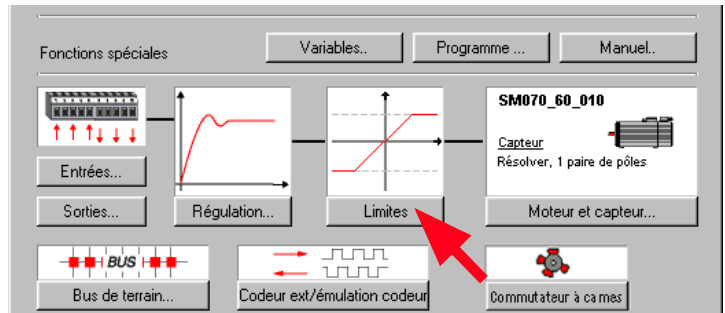 Fonctions spéciales
Variables..
Programme ...
Manuel..
SM070_60_010
Capteur
Résolver, 1 paire de pôles
Entrées...
Sorties...
Régulation...
Limites
Moteur et capteur...
BUS
Bus de terrain...
Codeur ext/émulation codeur
Commutateur à cames